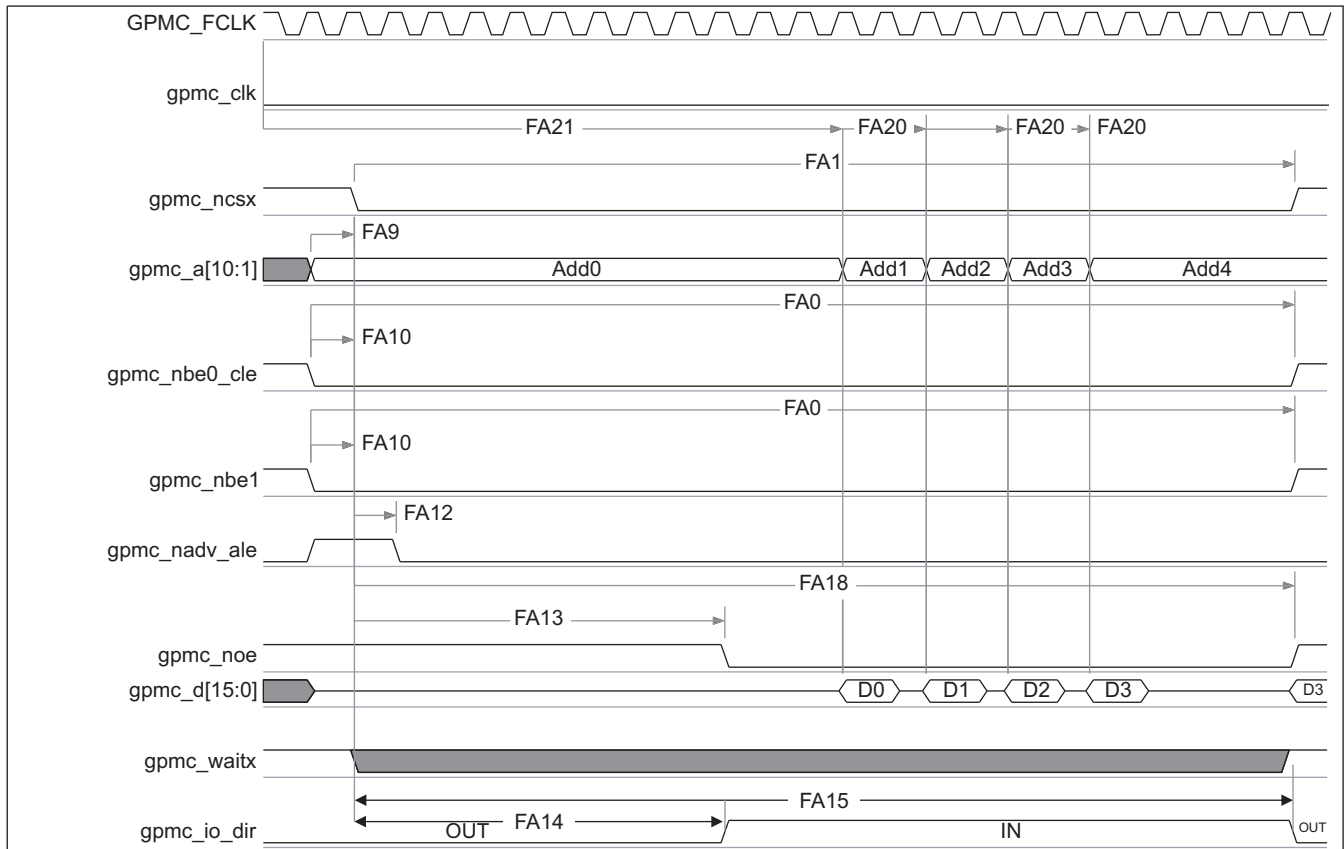 GPMC_FCLK
gpmc_clk
FA21 FA20 FA20 FA20
FA1
gpmc_ncsx
FA9
gpmc_a[10:1] Add0 Add1 Add2 Add3 Add4
FA0
FA10
gpmc_nbe0_cle
FA0
FA10
gpmc_nbe1
FA12
gpmc_nadv_ale
FA18
FA13
gpmc_noe
gpmc_d[15:0] D0 D1 D2 D3 D3
gpmc_waitx
FA15
FA14
gpmc_io_dir OUT IN OUT